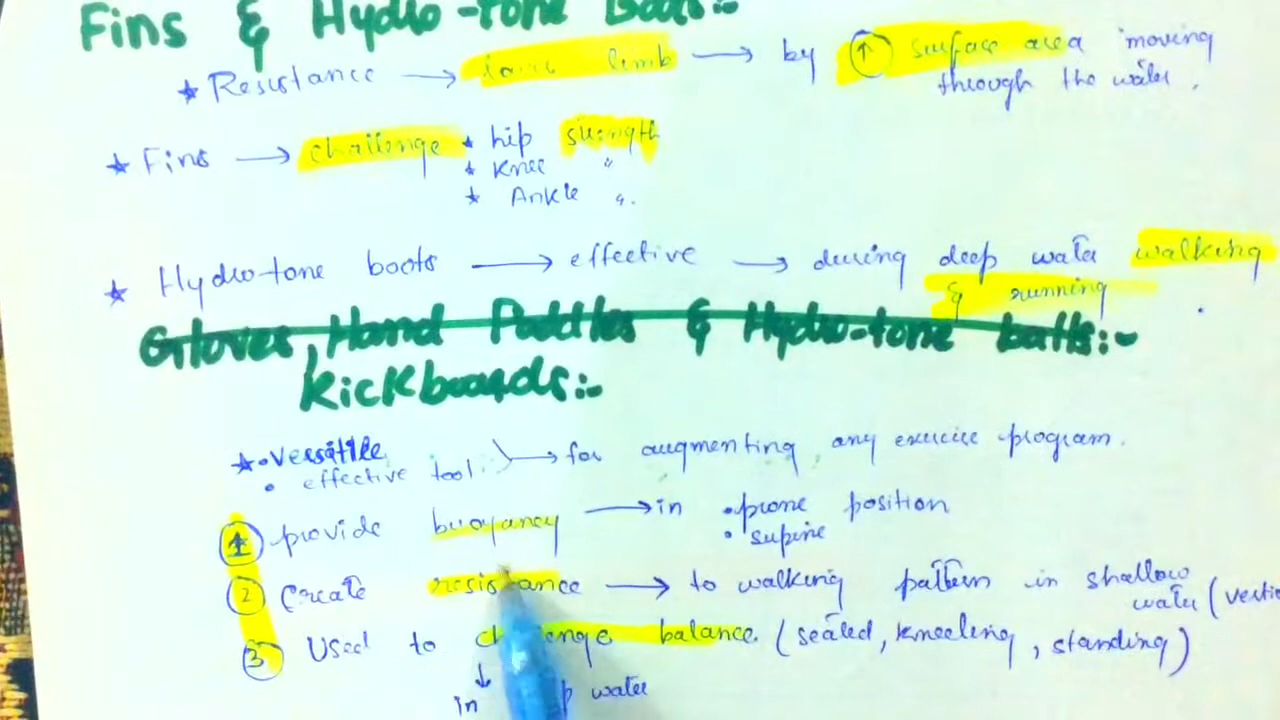 Fins & Hydro-tone Boots:-
★ Resistance → lower limb → by ↑ surface area moving
through the water.
★ Fins → challenge ★ hip strength
★ Knee "
★ Ankle "
★ Hydro-tone boots → effective → during deep water walking
& running
Gloves, Hand Paddles & Hydro-tone balls:-
Kickboards:-
★ • Versatile
• effective tool → for augmenting any exercise program.
1 provide buoyancy → in • prone position
• supine
2 Create resistance → to walking pattern in shallow
water (
3 Used to balance (seated, kneeling, standing)
↓
in water